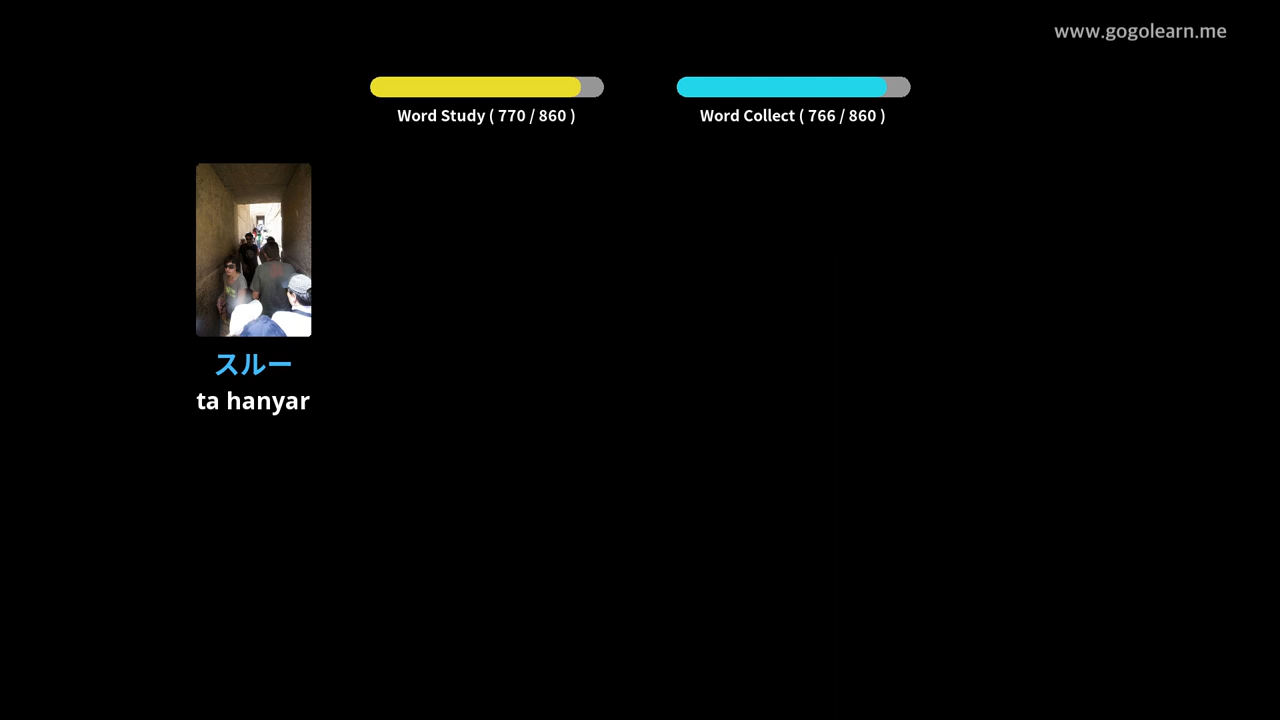 www.gogolearn.me
Word Study ( 770 / 860 )
Word Collect ( 766 / 860 )
スルー
ta hanyar